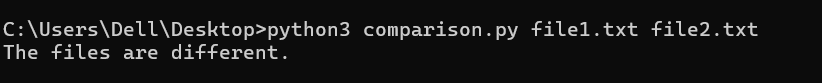 C:\Users\Dell\Desktop>python3 comparison.py file1.txt file2.txt
The files are different.